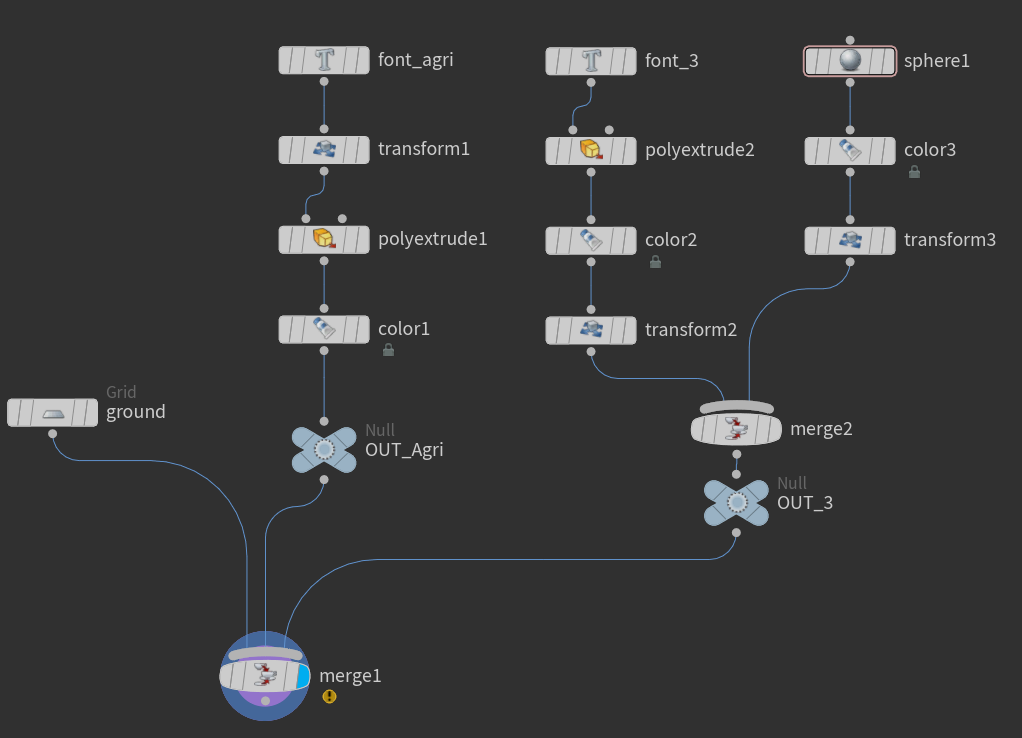 font_agri
font_3
sphere1
transform1
polyextrude2
color3
polyextrude1
color2
transform3
color1
transform2
Grid
ground
Null
OUT_Agri
merge2
Null
OUT_3
merge1